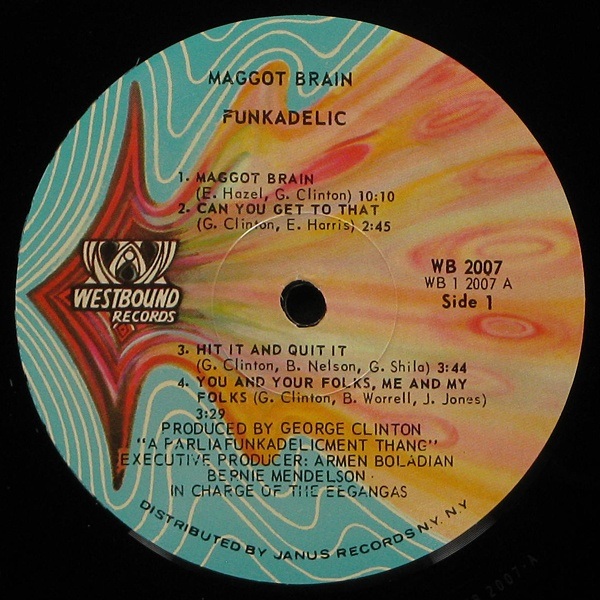 MAGGOT BRAIN
FUNKADELIC
1. MAGGOT BRAIN
(E. Hazel, G. Clinton) 10:10
2. CAN YOU GET TO THAT
(G. Clinton, E. Harris) 2:45
WB 2007
WB 1 2007 A
Side 1
WESTBOUND
RECORDS
3. HIT IT AND QUIT IT
(G. Clinton, B. Nelson, G. Shila) 3:44
4. YOU AND YOUR FOLKS, ME AND MY
FOLKS (G. Clinton, B. Worrell, J. Jones)
3:29
PRODUCED BY GEORGE CLINTON
"A PARLIAFUNKADELICMENT THANG"
EXECUTIVE PRODUCER: ARMEN BOLADIAN
BERNIE MENDELSON -
IN CHARGE OF THE EEGANGAS
DISTRIBUTED BY JANUS RECORDS N.Y. N.Y
2007-A